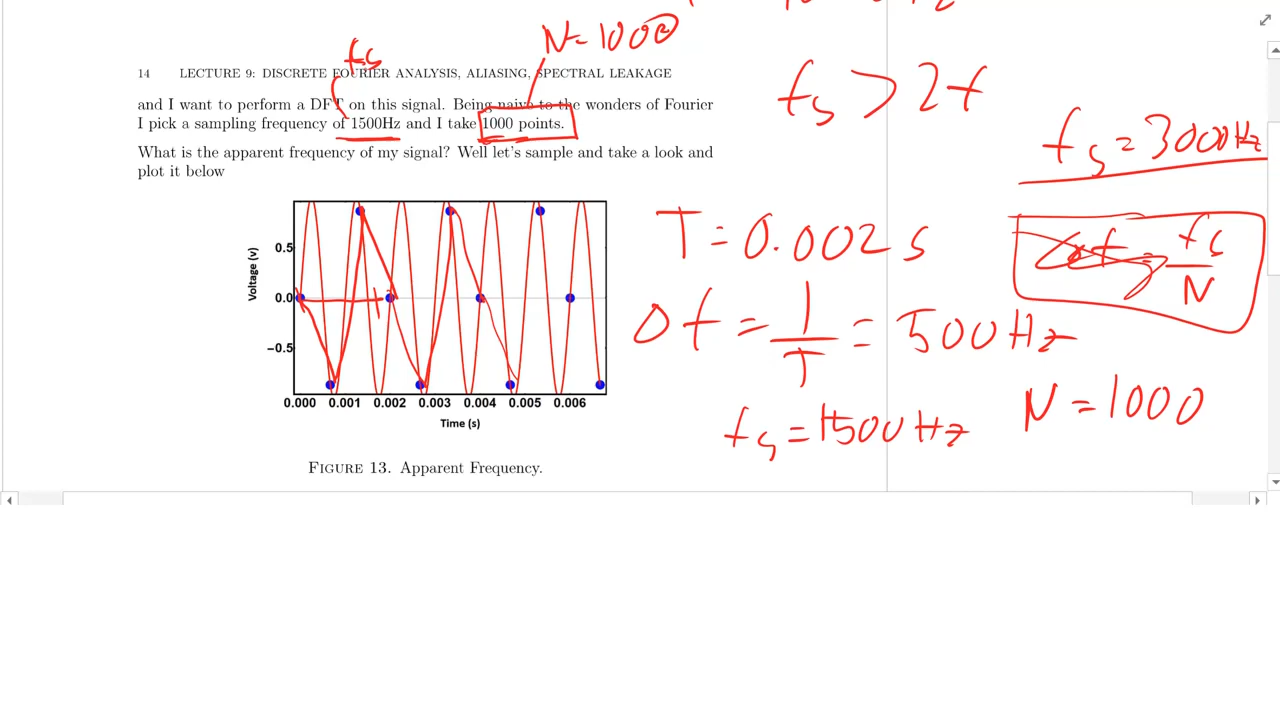 N=1000
fs
14 LECTURE 9: DISCRETE FOURIER ANALYSIS, ALIASING, SPECTRAL LEAKAGE
and I want to perform a DFT on this signal. Being naive to the wonders of Fourier
I pick a sampling frequency of 1500Hz and I take 1000 points.
What is the apparent frequency of my signal? Well let's sample and take a look and
plot it below
fs > 2f
fs = 3000Hz
T = 0.002 s
Δf = 1/T = 500Hz
fs = 1500Hz
N = 1000
fs
N
Voltage (v)
0.5
0.0
−0.5
0.000 0.001 0.002 0.003 0.004 0.005 0.006
Time (s)
FIGURE 13. Apparent Frequency.